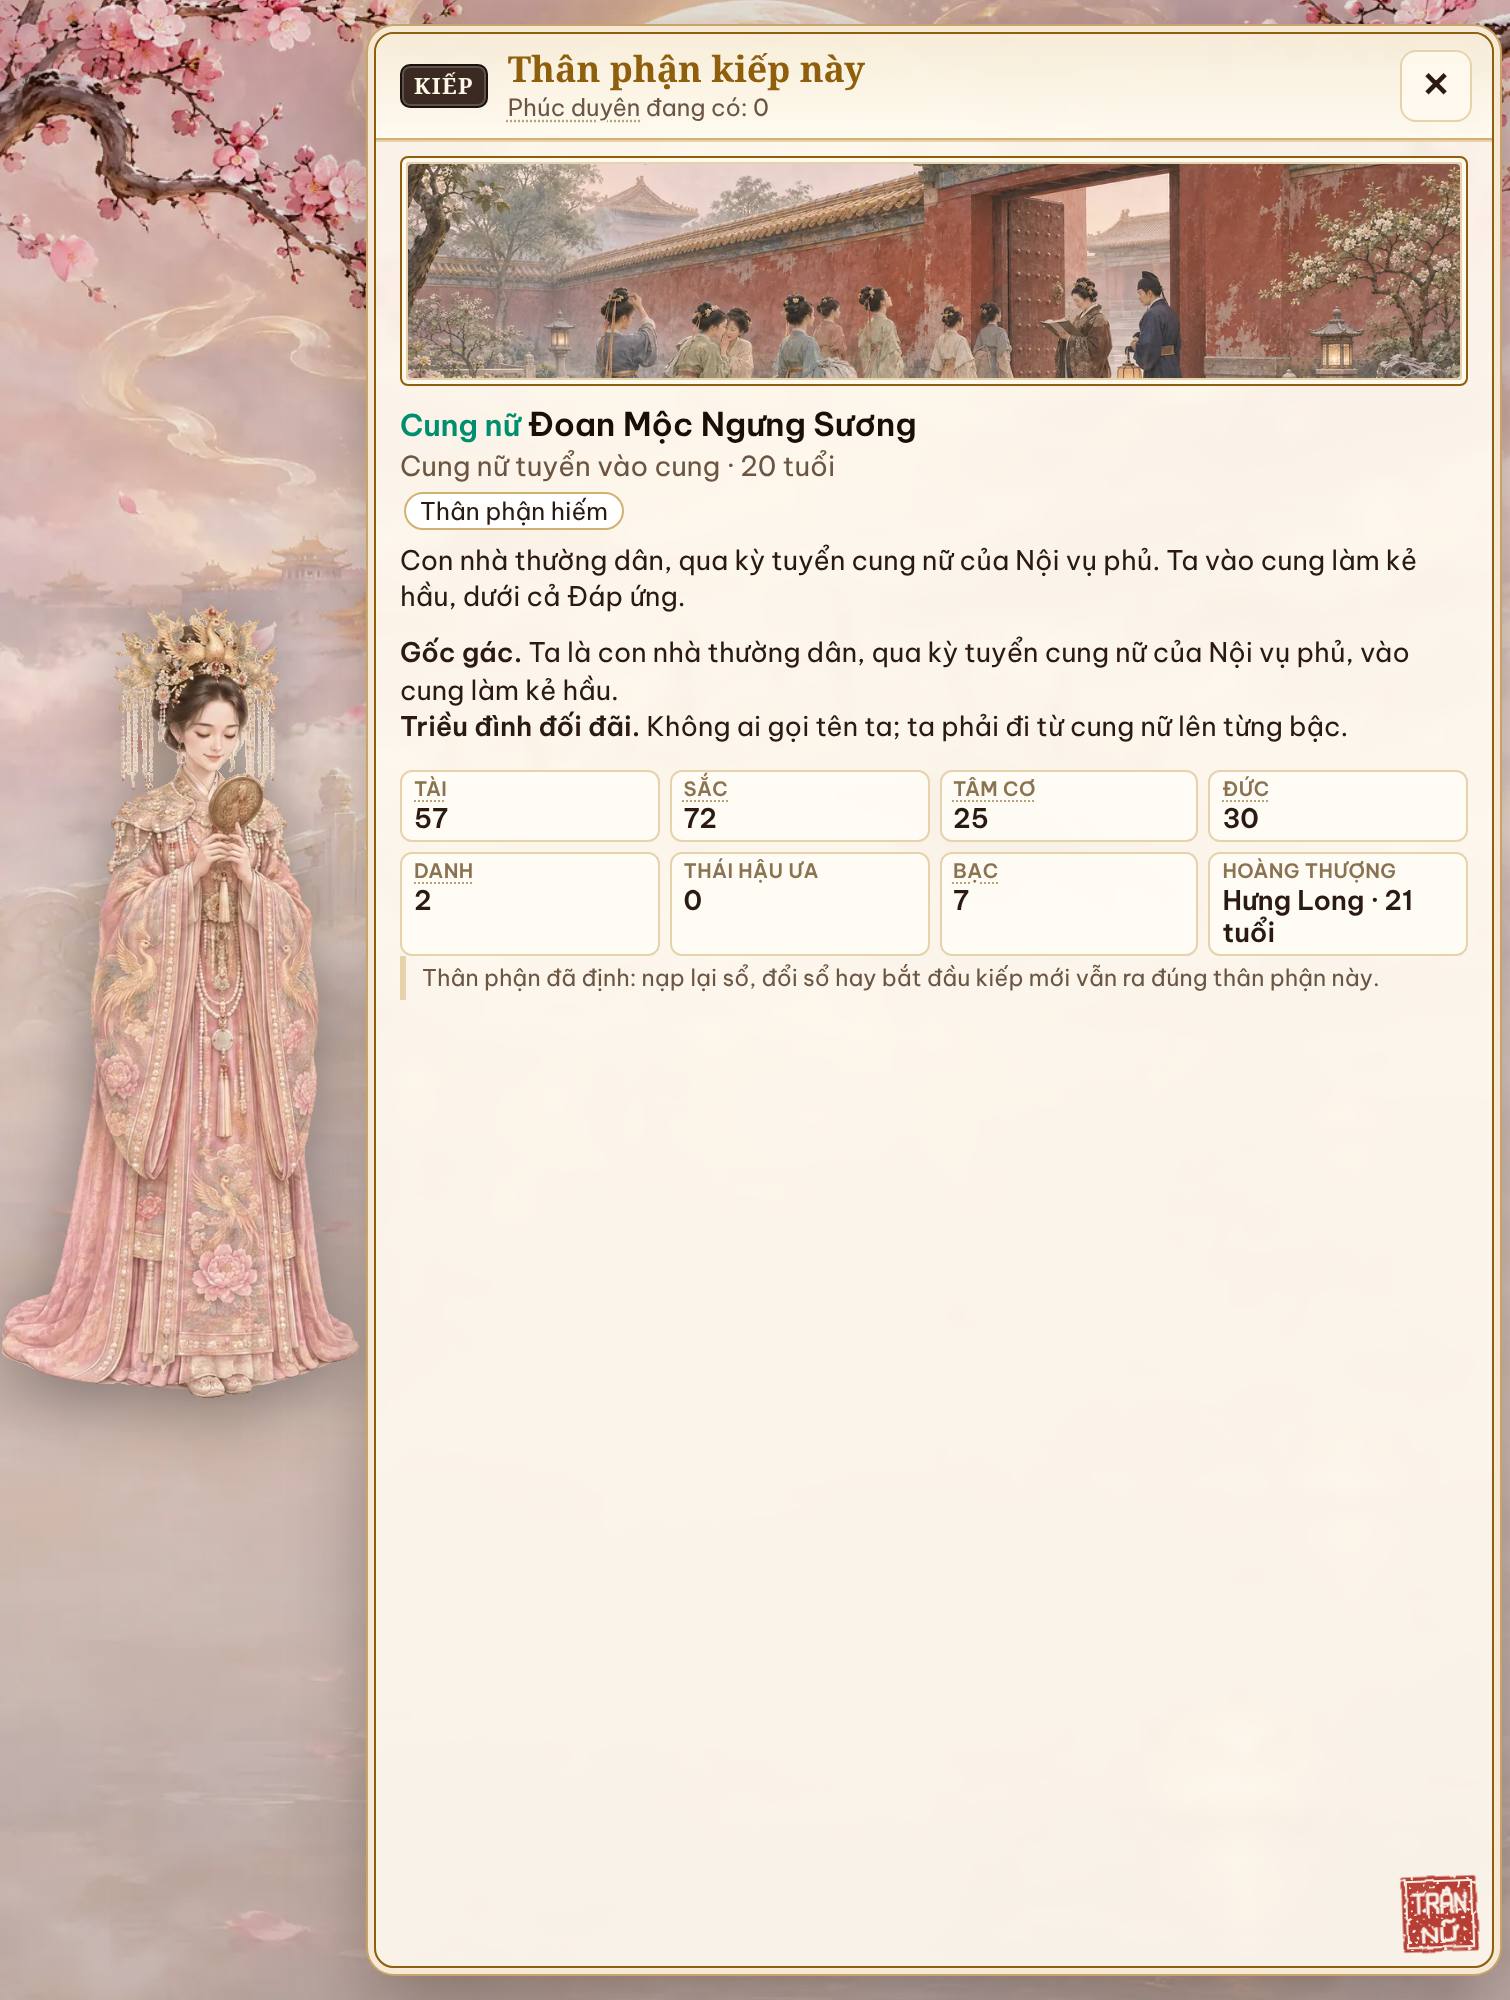 KIẾP
Thân phận kiếp này
Phúc duyên đang có: 0
✕
Cung nữ Đoan Mộc Ngưng Sương
Cung nữ tuyển vào cung · 20 tuổi
Thân phận hiếm
Con nhà thường dân, qua kỳ tuyển cung nữ của Nội vụ phủ. Ta vào cung làm kẻ
hầu, dưới cả Đáp ứng.
Gốc gác. Ta là con nhà thường dân, qua kỳ tuyển cung nữ của Nội vụ phủ, vào
cung làm kẻ hầu.
Triều đình đối đãi. Không ai gọi tên ta; ta phải đi từ cung nữ lên từng bậc.
TÀI
57
SẮC
72
TÂM CƠ
25
ĐỨC
30
DANH
2
THÁI HẬU ƯA
0
BẠC
7
HOÀNG THƯỢNG
Hưng Long · 21
tuổi
Thân phận đã định: nạp lại sổ, đổi sổ hay bắt đầu kiếp mới vẫn ra đúng thân phận này.
TRÂN
NỮ